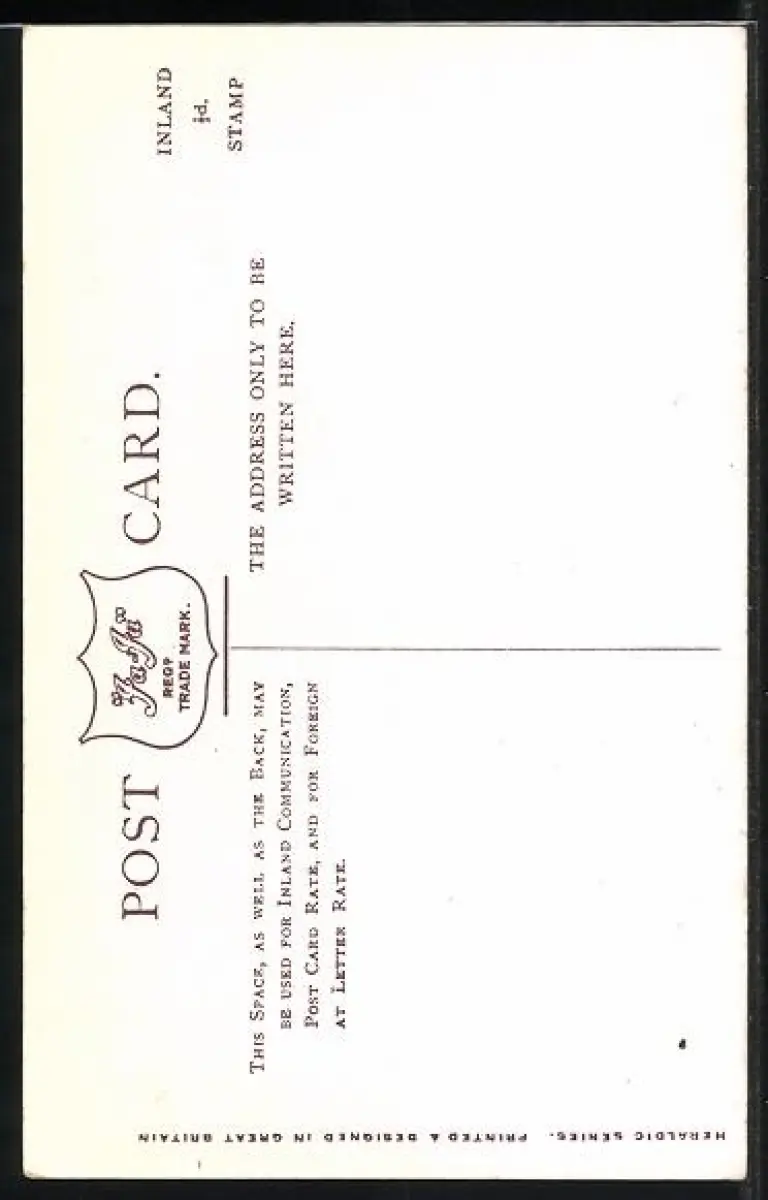 POST CARD.
"Ja-Ja"
REGD
TRADE MARK.
INLAND
½d.
STAMP
THIS SPACE, AS WELL AS THE BACK, MAY
BE USED FOR INLAND COMMUNICATION,
POST CARD RATE, AND FOR FOREIGN
AT LETTER RATE.
THE ADDRESS ONLY TO BE
WRITTEN HERE.
HERALDIC SERIES. PRINTED & DESIGNED IN GREAT BRITAIN